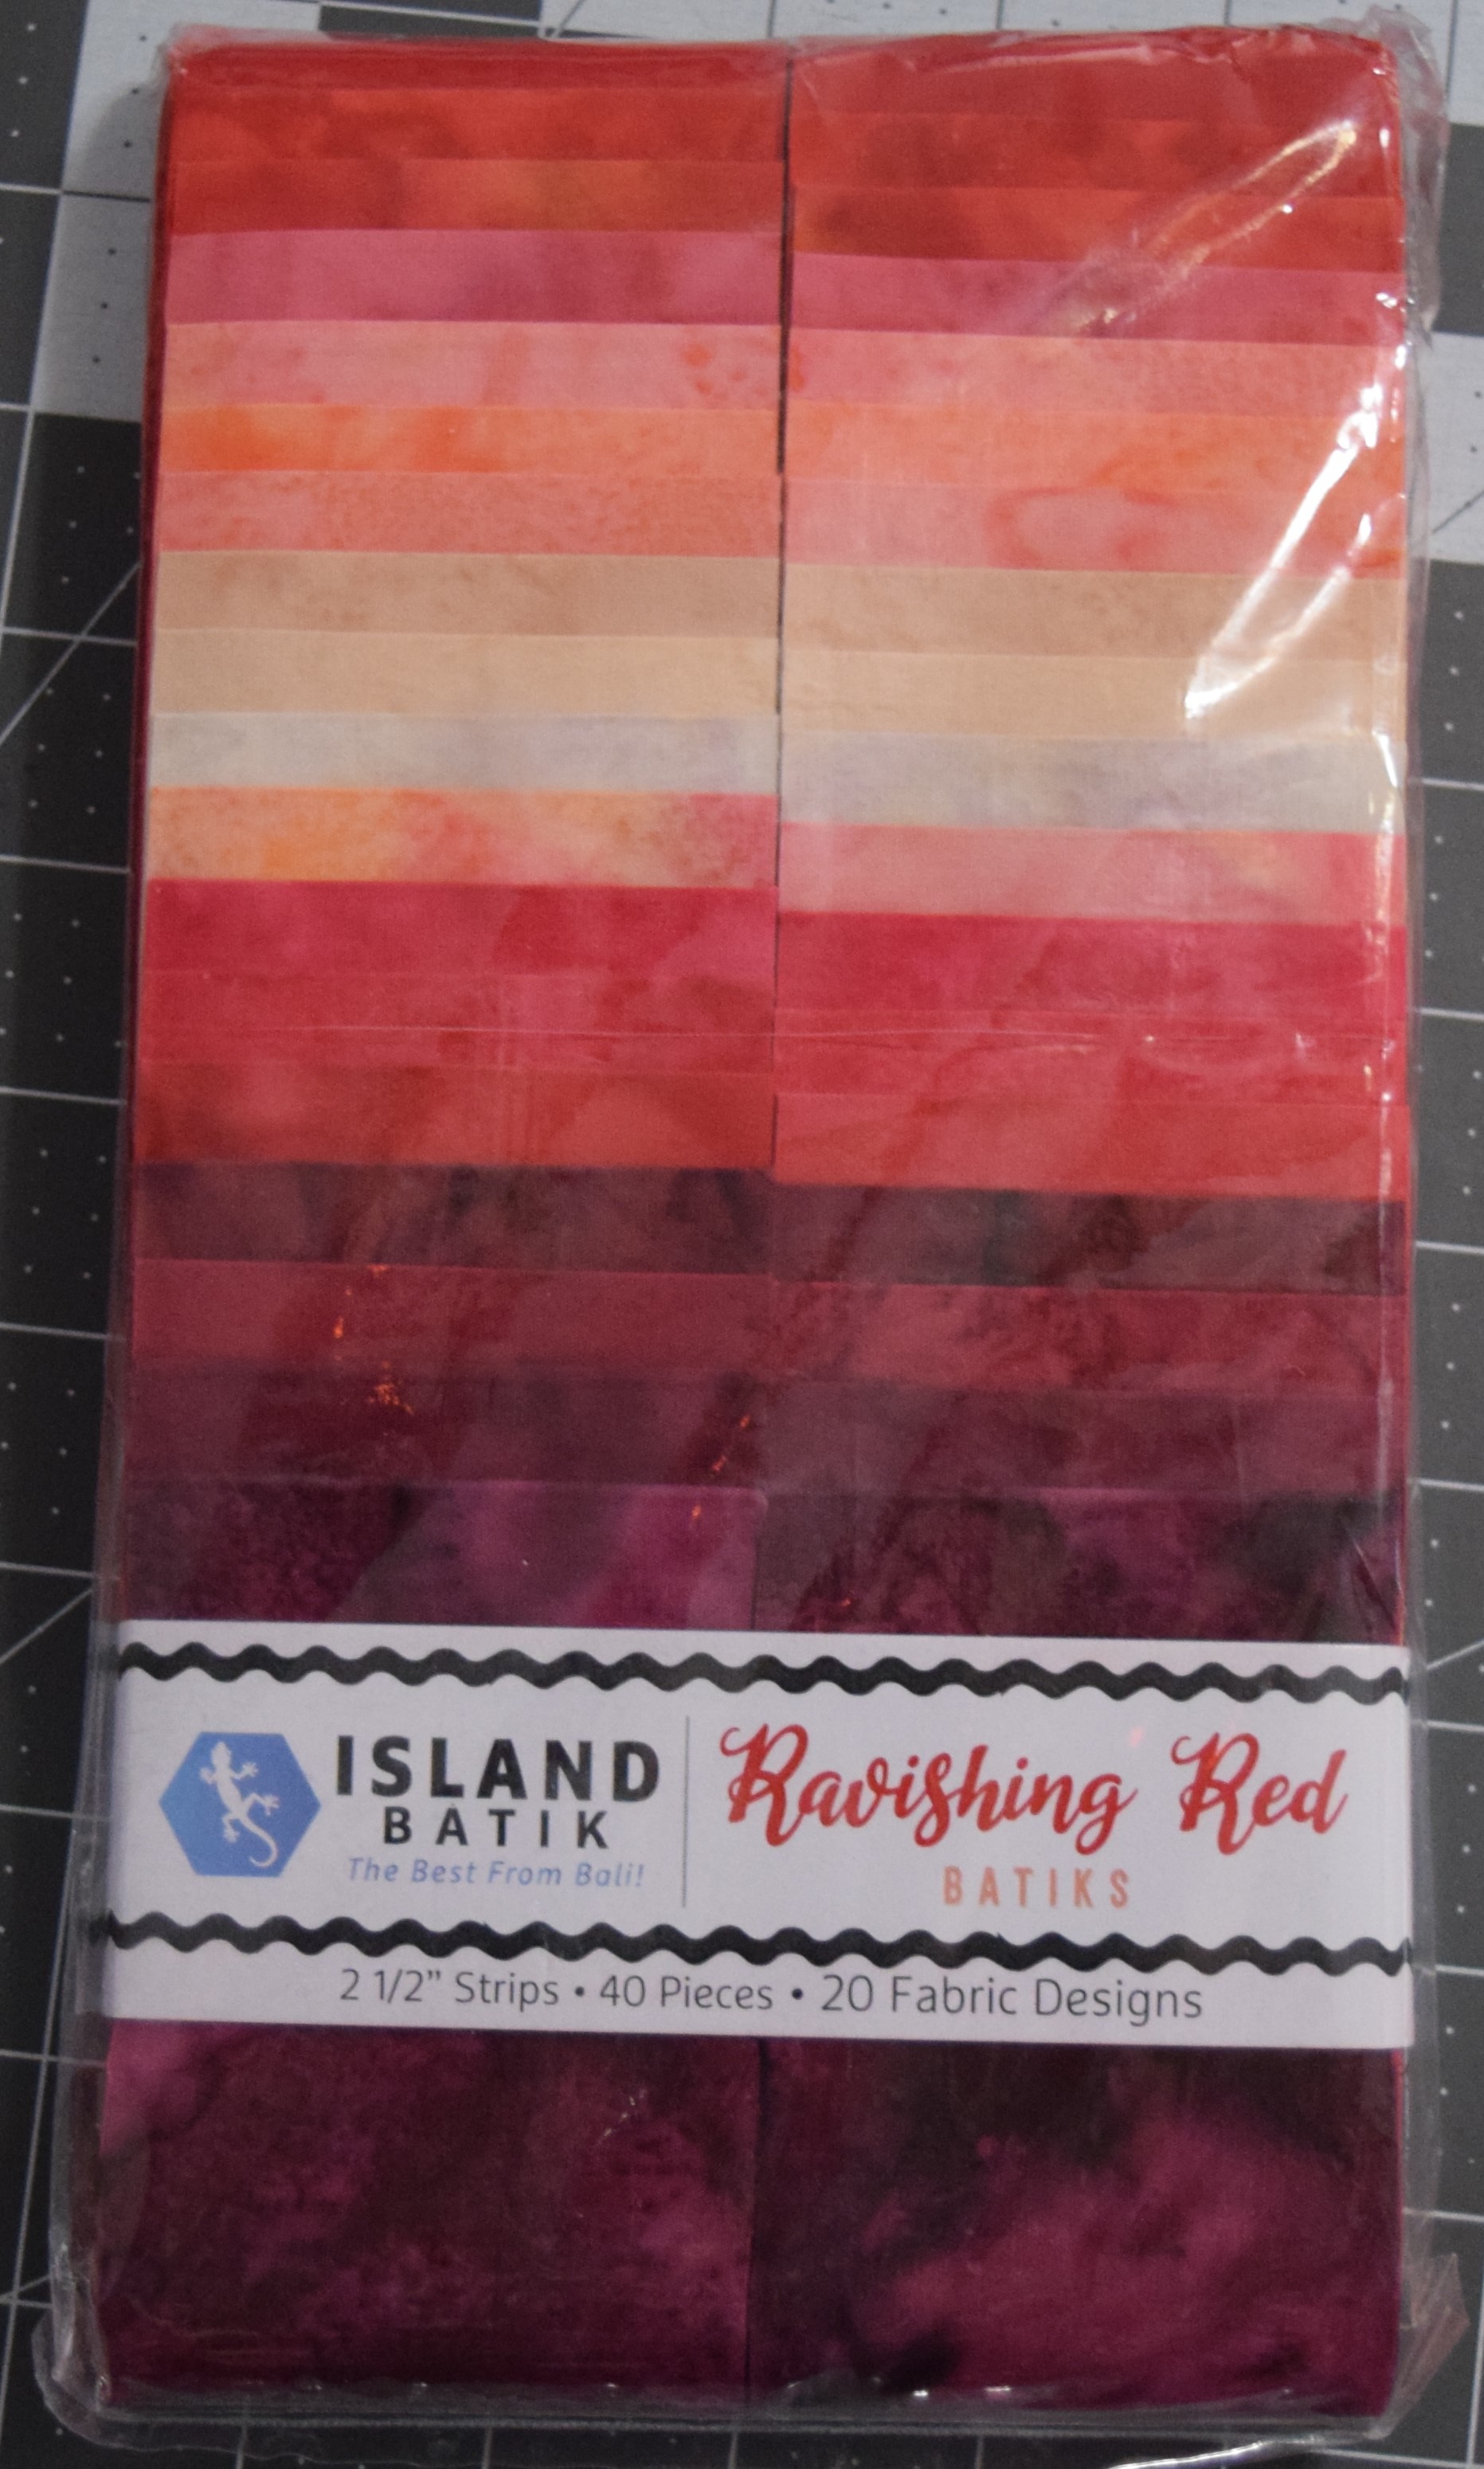 ISLAND
BATIK
The Best From Bali!
Ravishing Red
BATIKS
2 1/2” Strips • 40 Pieces • 20 Fabric Designs